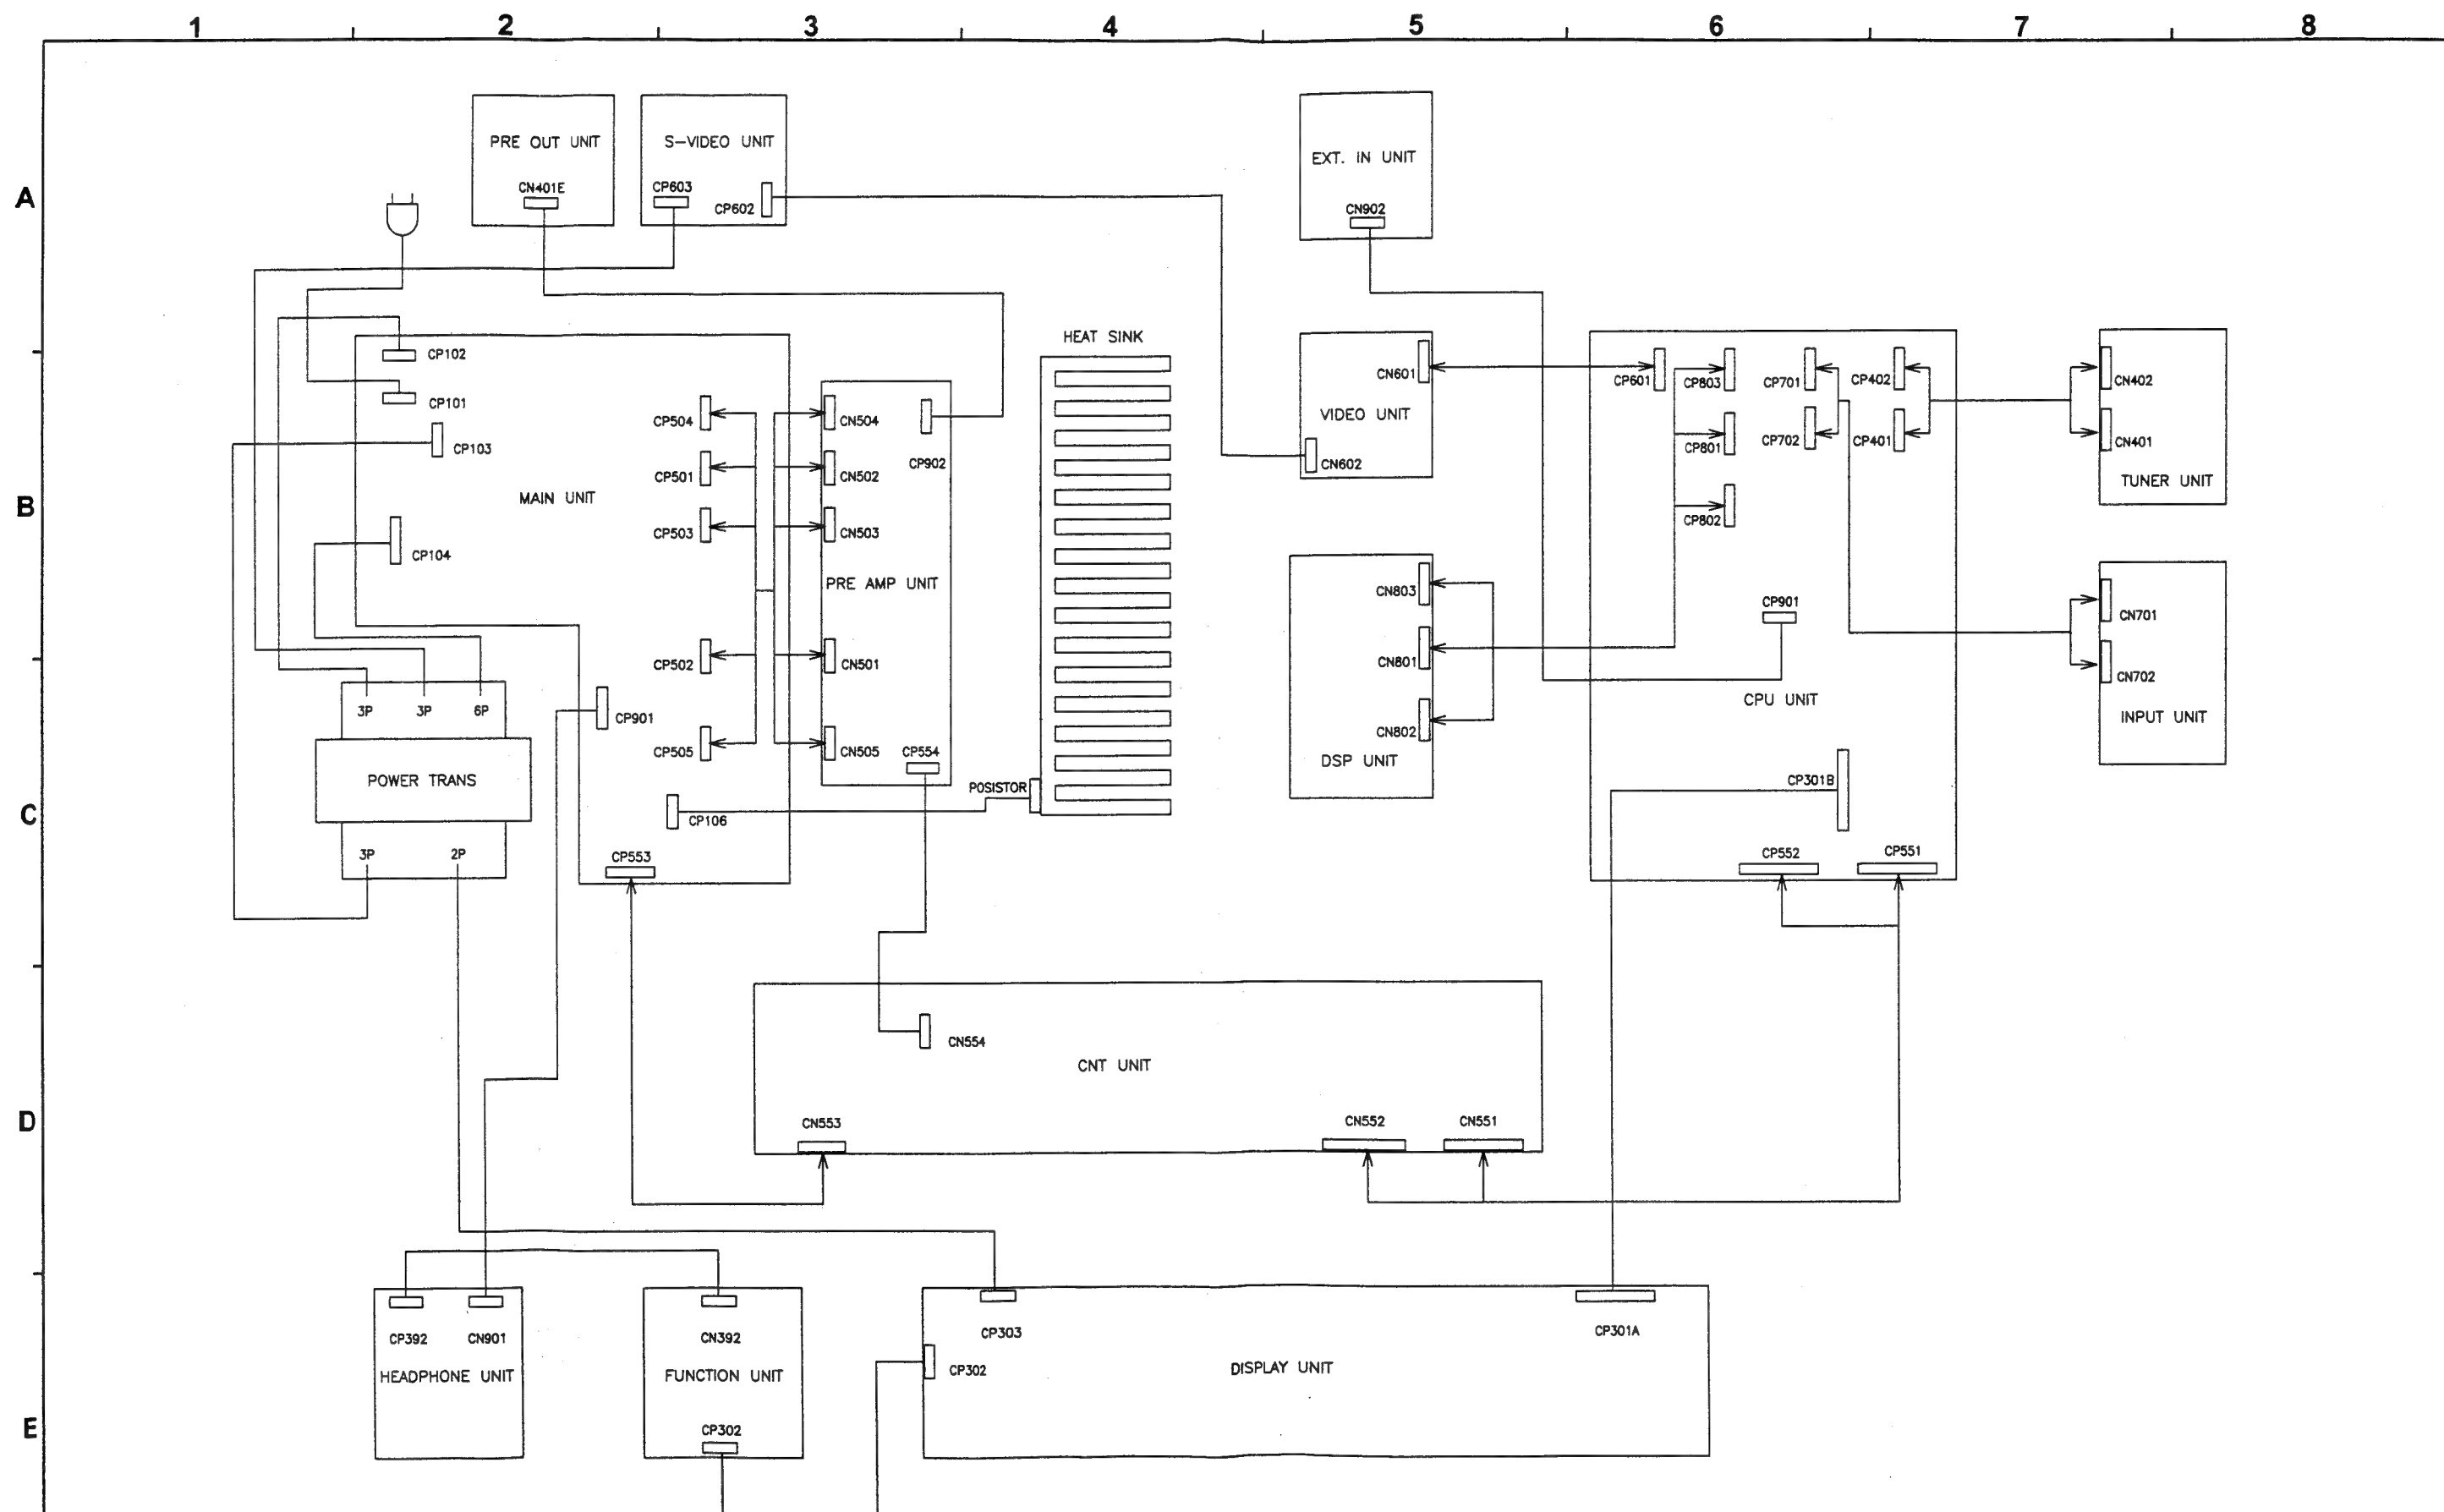 1 2 3 4 5 6 7 8
A
B
C
D
E
PRE OUT UNIT
CN401E
S-VIDEO UNIT
CP603
CP602
EXT. IN UNIT
CN902
CP102
CP101
CP103
CP104
MAIN UNIT
CP504
CP501
CP503
CP502
CP505
CP901
CP106
CP553
CN504
CN502
CN503
CN501
CN505
CP902
PRE AMP UNIT
CP554
HEAT SINK
POSISTOR
CN601
VIDEO UNIT
CN602
CN803
CN801
CN802
DSP UNIT
CP601
CP803
CP801
CP802
CP701
CP702
CP402
CP401
CP901
CPU UNIT
CP301B
CP552
CP551
CN402
CN401
TUNER UNIT
CN701
CN702
INPUT UNIT
3P 3P 6P
POWER TRANS
3P 2P
CN554
CNT UNIT
CN553
CN552
CN551
CP392
CN901
HEADPHONE UNIT
CN392
FUNCTION UNIT
CP302
CP303
CP302
DISPLAY UNIT
CP301A